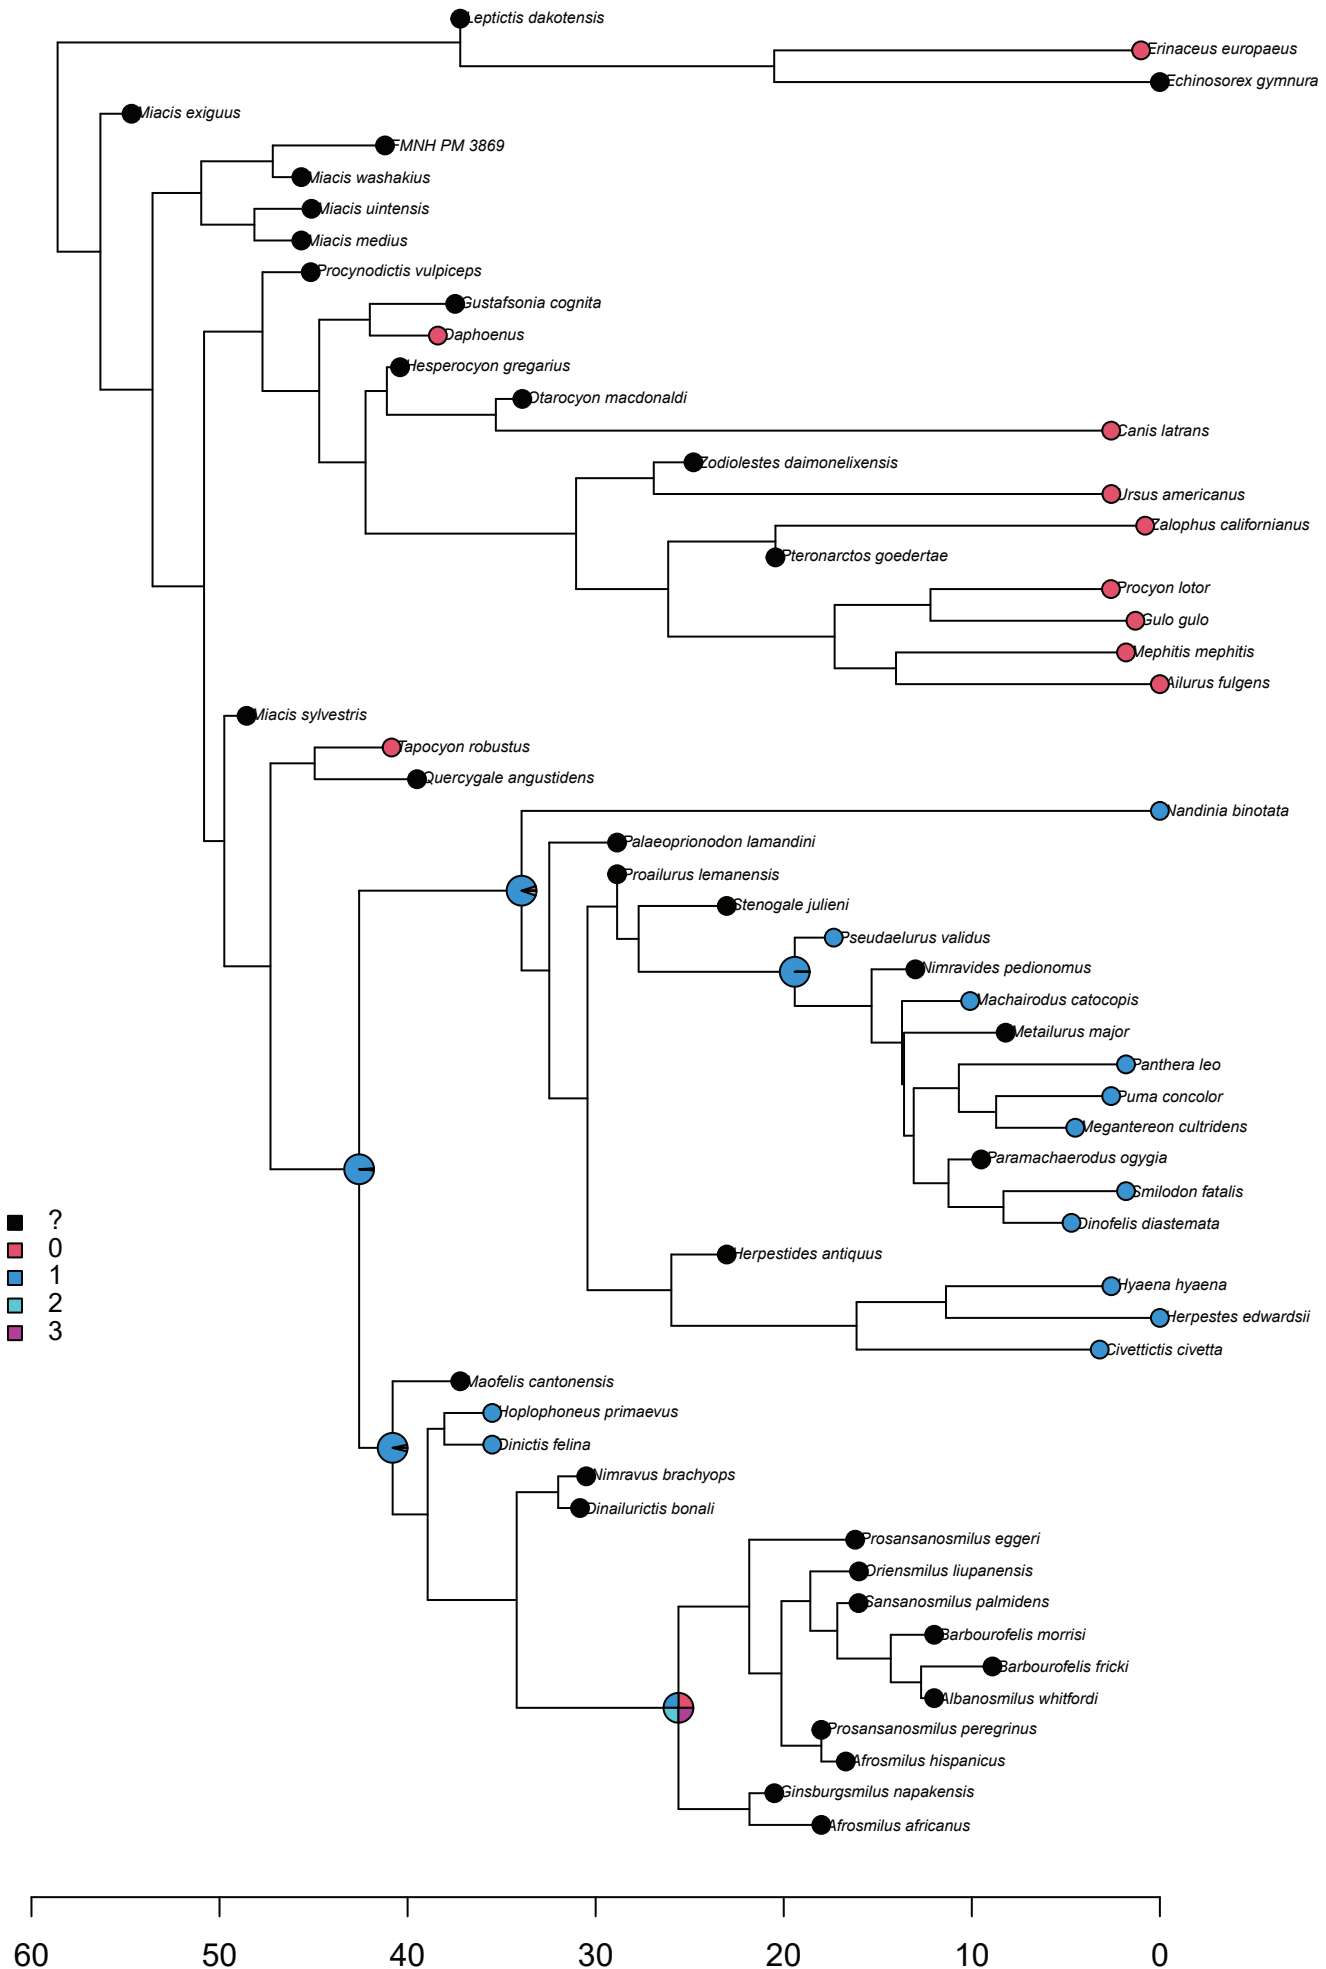 Leptictis dakotensis
Erinaceus europaeus
Echinosorex gymnura
Miacis exiguus
FMNH PM 3869
Miacis washakius
Miacis uintensis
Miacis medius
Procynodictis vulpiceps
Gustafsonia cognita
Daphoenus
Hesperocyon gregarius
Otarocyon macdonaldi
Canis latrans
Zodiolestes daimonelixensis
Ursus americanus
Zalophus californianus
Pteronarctos goedertae
Procyon lotor
Gulo gulo
Mephitis mephitis
Ailurus fulgens
Miacis sylvestris
Tapocyon robustus
Quercygale angustidens
Nandinia binotata
Palaeoprionodon lamandini
Proailurus lemanensis
Stenogale julieni
Pseudaelurus validus
Nimravides pedionomus
Machairodus catocopis
Metailurus major
Panthera leo
Puma concolor
Megantereon cultridens
Paramachaerodus ogygia
Smilodon fatalis
Dinofelis diastemata
?
0
1
2
3
Herpestides antiquus
Hyaena hyaena
Herpestes edwardsii
Civettictis civetta
Maofelis cantonensis
Hoplophoneus primaevus
Dinictis felina
Nimravus brachyops
Dinailurictis bonali
Prosansanosmilus eggeri
Oriensmilus liupanensis
Sansanosmilus palmidens
Barbourofelis morrisi
Barbourofelis fricki
Albanosmilus whitfordi
Prosansanosmilus peregrinus
Afrosmilus hispanicus
Ginsburgsmilus napakensis
Afrosmilus africanus
60 50 40 30 20 10 0